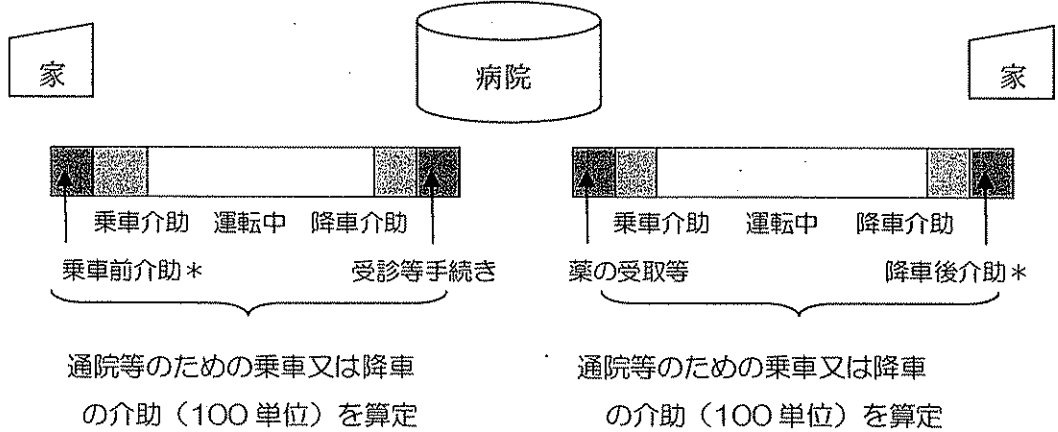 家
病院
家
乗車介助 運転中 降車介助
乗車介助 運転中 降車介助
乗車前介助＊
受診等手続き
薬の受取等
降車後介助＊
通院等のための乗車又は降車
の介助（100単位）を算定
通院等のための乗車又は降車
の介助（100単位）を算定